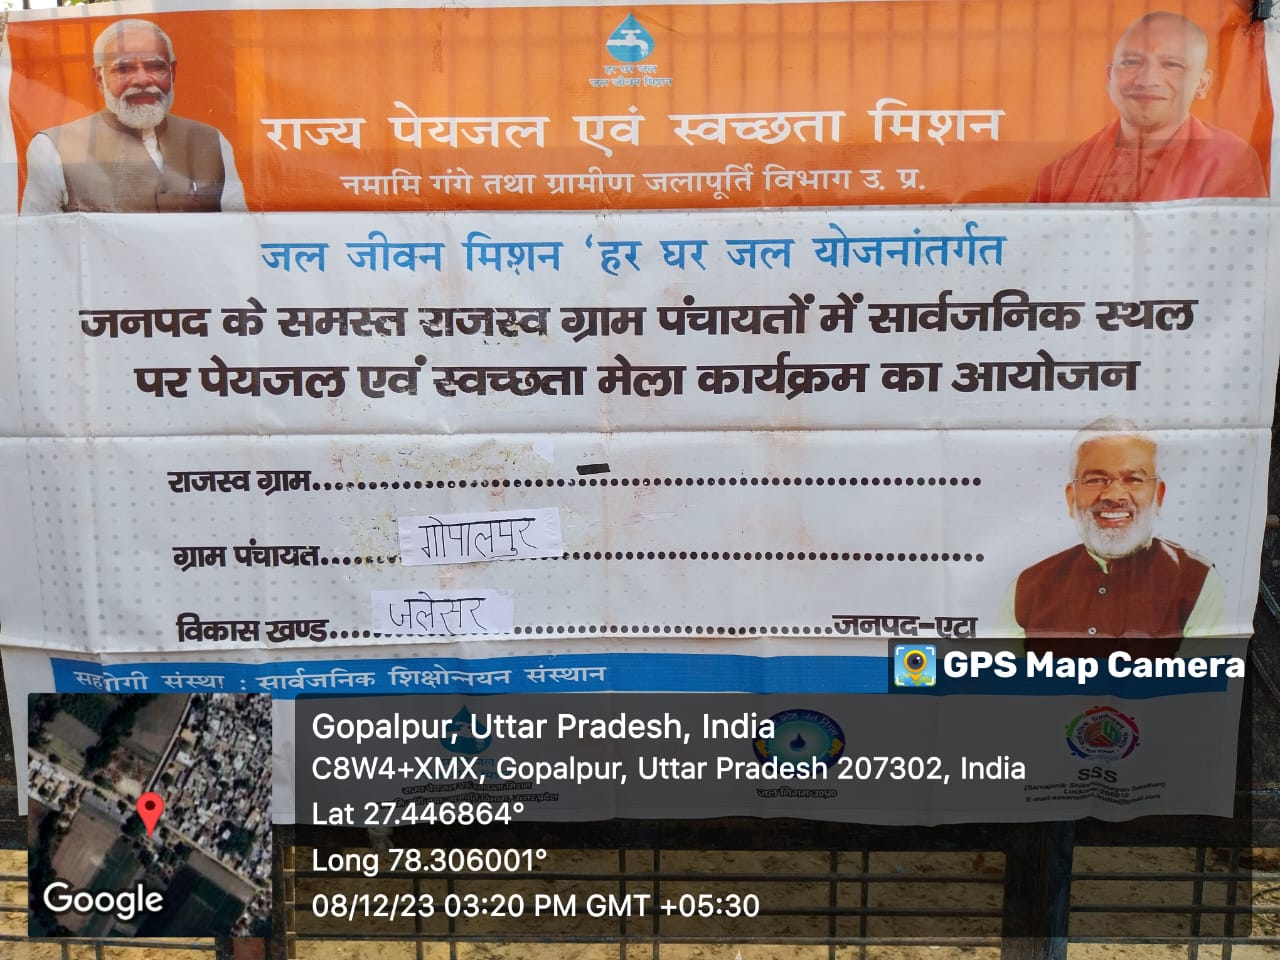 हर घर जल
जल जीवन मिशन
राज्य पेयजल एवं स्वच्छता मिशन
नमामि गंगे तथा ग्रामीण जलापूर्ति विभाग उ. प्र.
जल जीवन मिशन ‘हर घर जल योजनांतर्गत
जनपद के समस्त राजस्व ग्राम पंचायतों में सार्वजनिक स्थल
पर पेयजल एवं स्वच्छता मेला कार्यक्रम का आयोजन
राजस्व ग्राम
ग्राम पंचायत गोपालपुर
विकास खण्ड जलेसर जनपद-एटा
सहयोगी संस्था : सार्वजनिक शिक्षोन्नयन संस्थान
GPS Map Camera
Gopalpur, Uttar Pradesh, India
C8W4+XMX, Gopalpur, Uttar Pradesh 207302, India
Lat 27.446864°
Long 78.306001°
08/12/23 03:20 PM GMT +05:30
Google
SSS